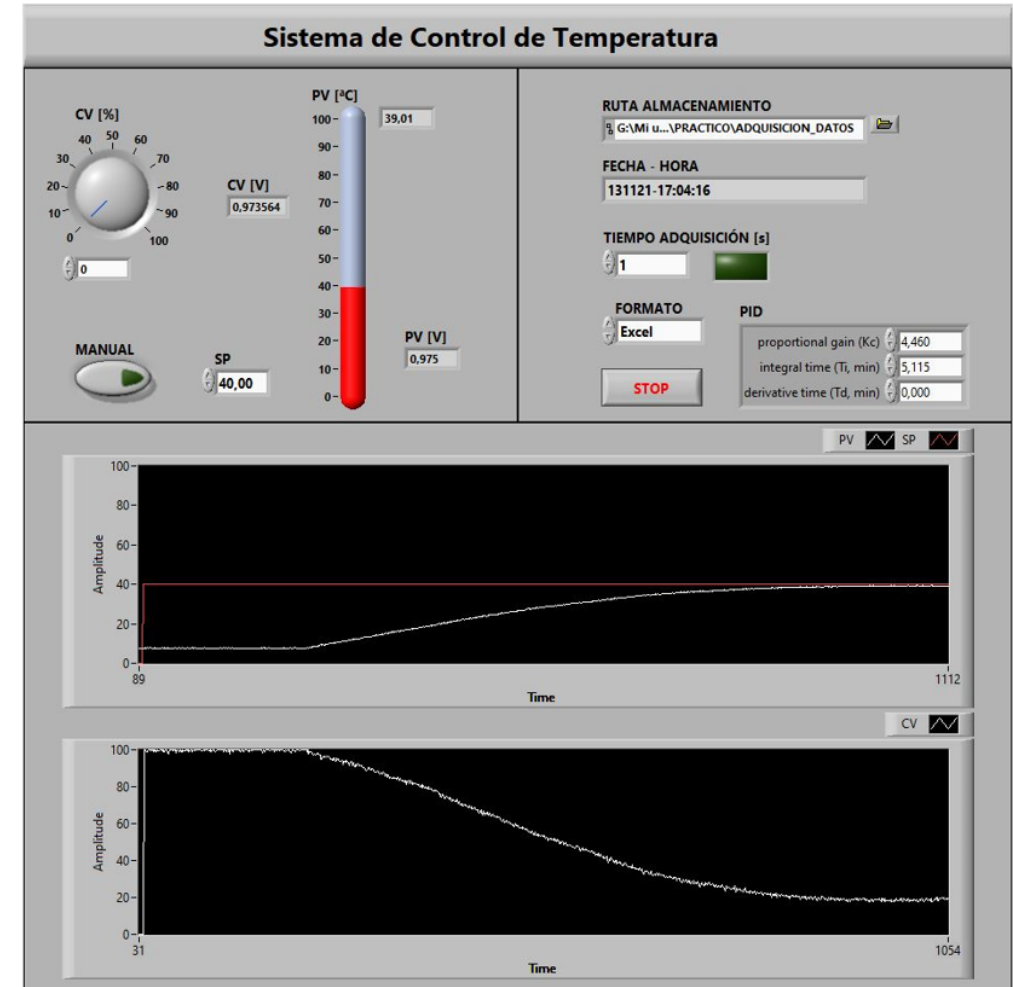 Sistema de Control de Temperatura
CV [%]
0 10 20 30 40 50 60 70 80 90 100
0
CV [V]
0,973564
PV [ªC]
39,01
100
90
80
70
60
50
40
30
20
10
0
PV [V]
0,975
MANUAL
SP
40,00
RUTA ALMACENAMIENTO
G:\Mi u...\PRACTICO\ADQUISICION_DATOS
FECHA - HORA
131121-17:04:16
TIEMPO ADQUISICIÓN [s]
1
FORMATO
Excel
STOP
PID
proportional gain (Kc) 4,460
integral time (Ti, min) 5,115
derivative time (Td, min) 0,000
PV SP
Amplitude
100
80
60
40
20
0
89 1112
Time
CV
Amplitude
100
80
60
40
20
0
31 1054
Time